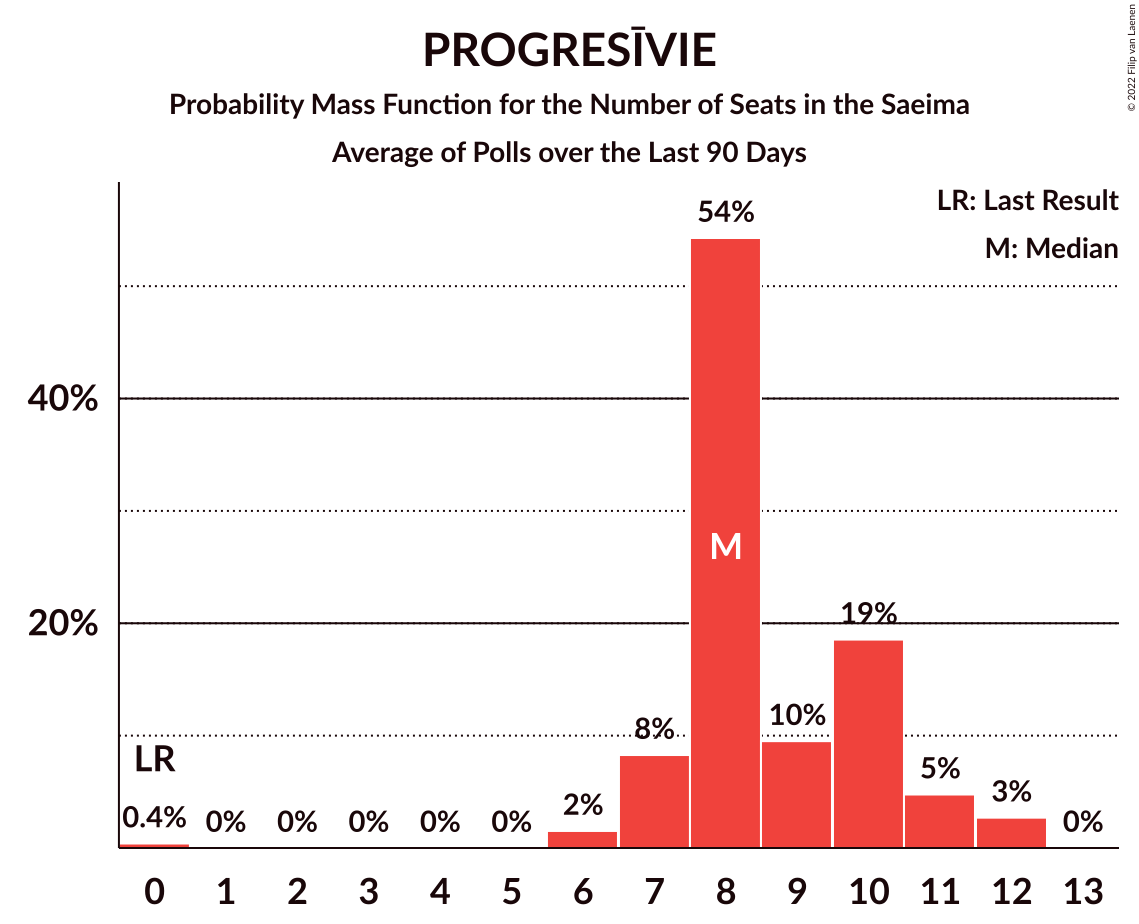 PROGRESĪVIE
Probability Mass Function for the Number of Seats in the Saeima
Average of Polls over the Last 90 Days
© 2022 Filip van Laenen
LR: Last Result
M: Median
54%
40%
M
20%
19%
10%
8%
LR
5%
3%
2%
0.4% 0% 0% 0% 0% 0% 0%
0 1 2 3 4 5 6 7 8 9 10 11 12 13